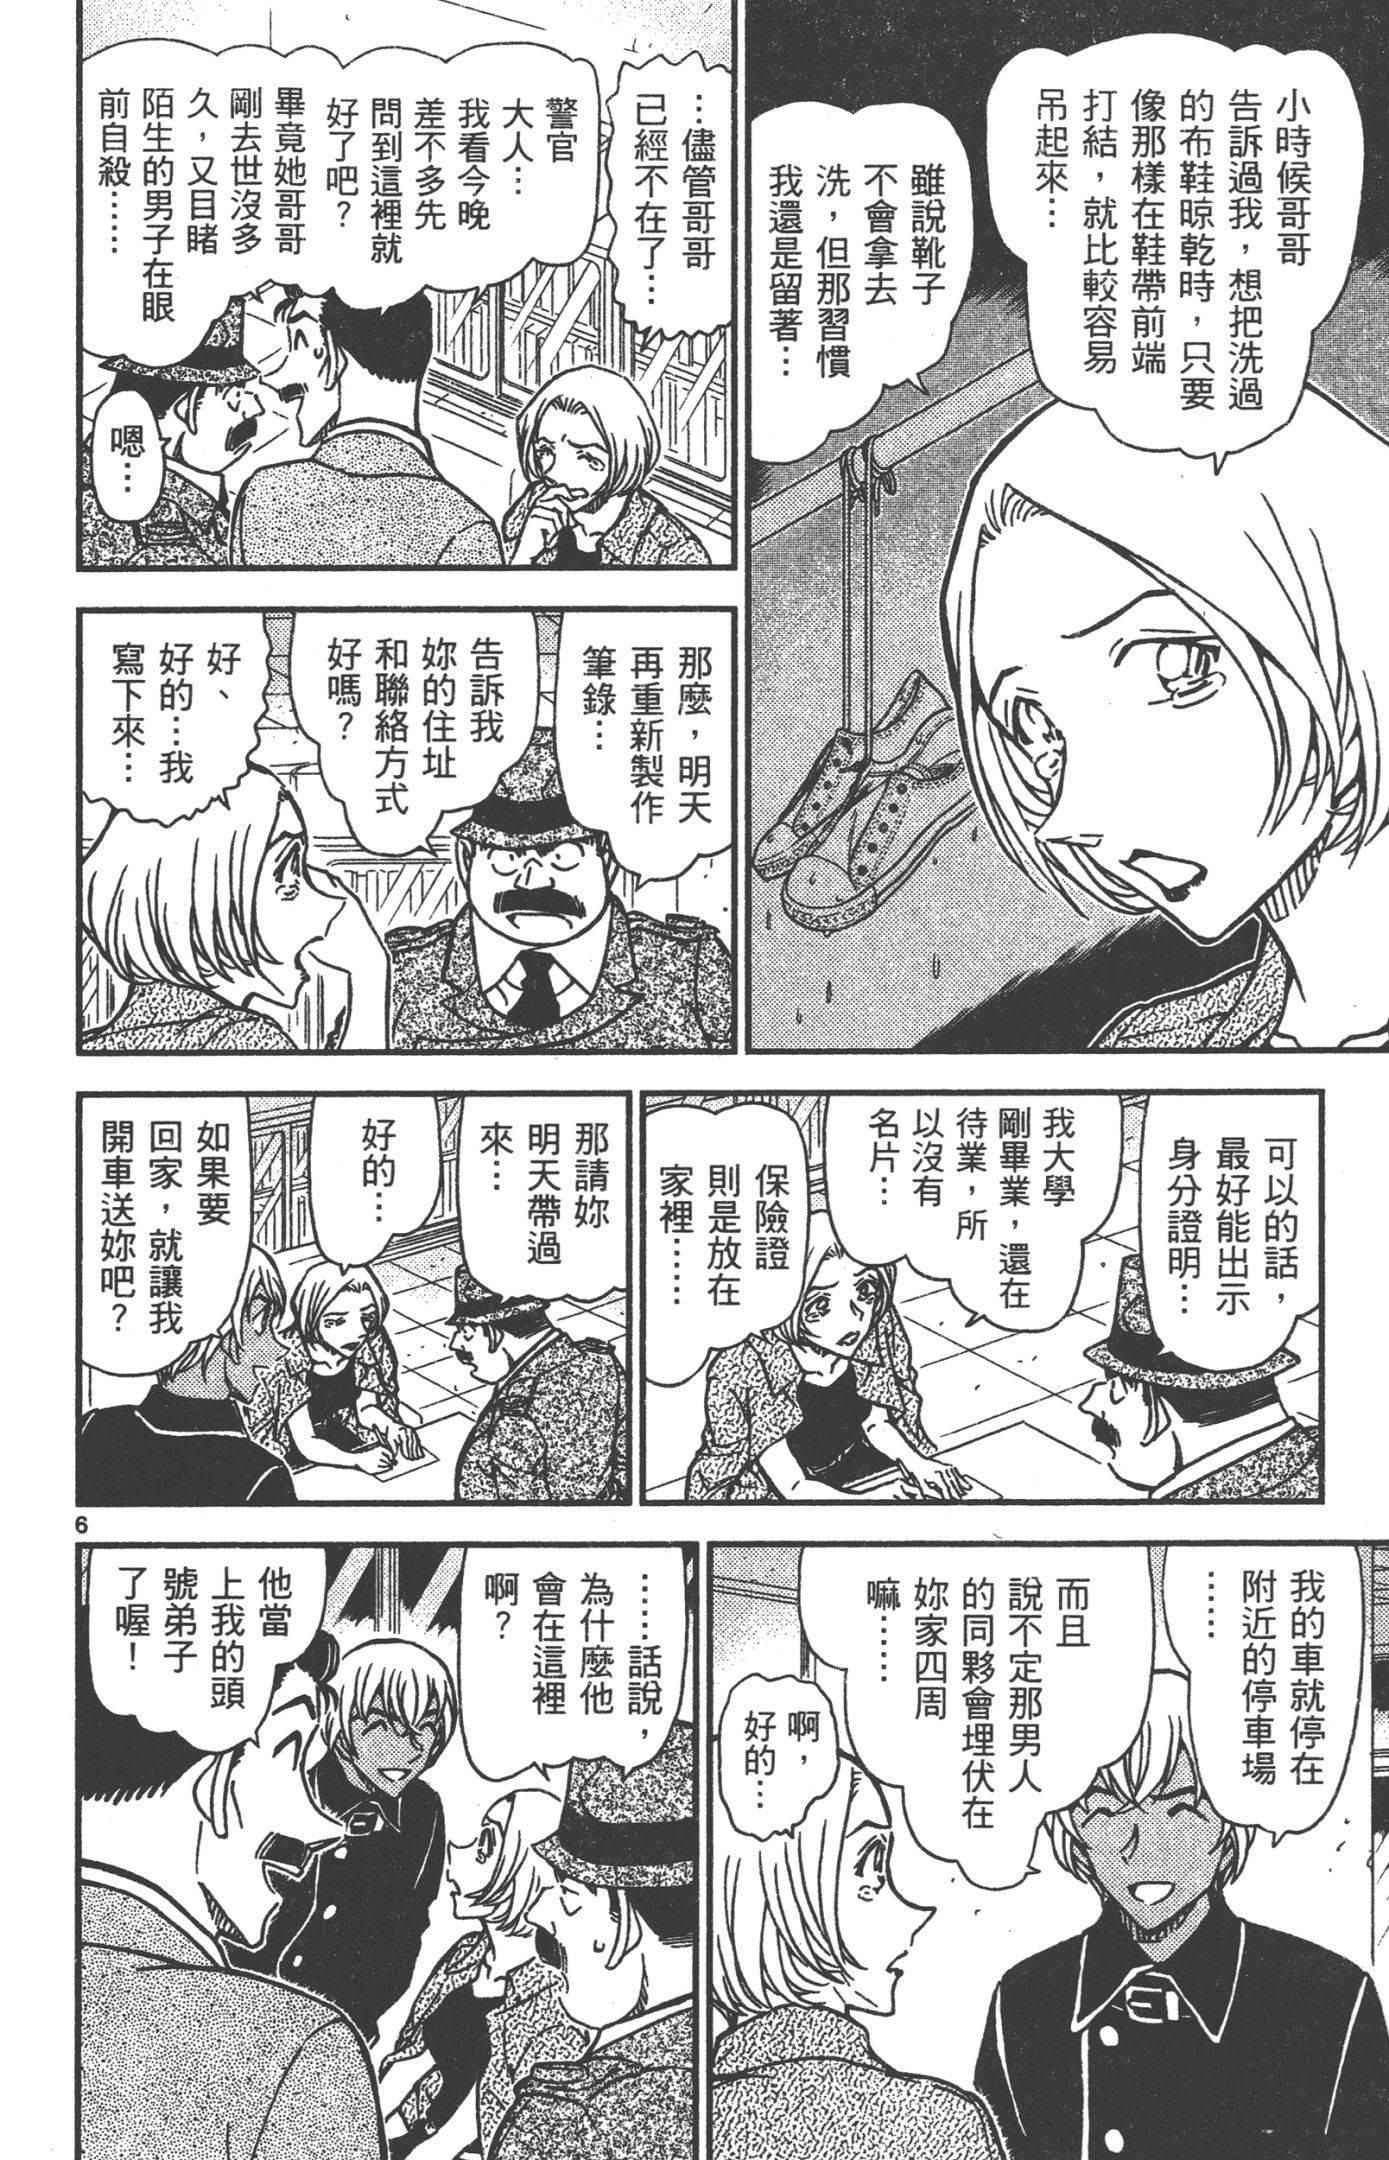 小時候哥哥
告訴過我，想把洗過
的布鞋晾乾時，只要
像那樣在鞋帶前端
打結，就比較容易
吊起來…
雖說靴子
不會拿去
洗，但那習慣
我還是留著…
…儘管哥哥
已經不在了…
警官
大人…
我看今晚
差不多先
問到這裡就
好了吧？
畢竟她哥哥
剛去世沒多
久，又目睹
陌生的男子在眼
前自殺……
嗯…
那麼，明天
再重新製作
筆錄…
告訴我
妳的住址
和聯絡方式
好嗎？
好、
好的…我
寫下來…
可以的話，
最好能出示
身分證明…
我大學
剛畢業，還在
待業，所
以沒有
名片…
保險證
則是放在
家裡……
那請妳
明天帶過
來…
好的…
如果要
回家，就讓我
開車送妳吧？
6
我的車就停在
附近的停車場
……
而且
說不定那男人
的同夥會埋伏在
妳家四周
嘛……
啊，
好的…
……話說，
為什麼他
會在這裡
啊？
他當
上我的頭
號弟子
了喔！